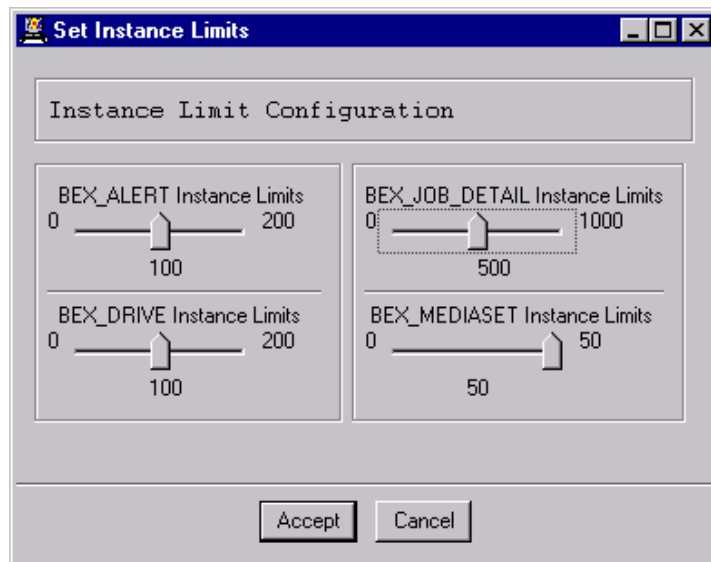 Set Instance Limits
Instance Limit Configuration
BEX_ALERT Instance Limits
0 200
100
BEX_DRIVE Instance Limits
0 200
100
BEX_JOB_DETAIL Instance Limits
0 1000
500
BEX_MEDIASET Instance Limits
0 50
50
Accept Cancel